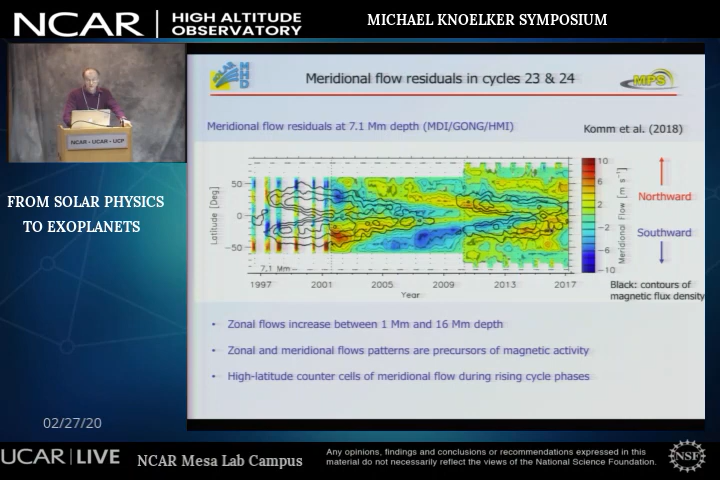 NCAR
HIGH ALTITUDE
OBSERVATORY
MICHAEL KNOELKER SYMPOSIUM
NCAR - UCAR - UCP
FROM SOLAR PHYSICS
TO EXOPLANETS
02/27/20
HHD
Meridional flow residuals in cycles 23 & 24
MPS
Meridional flow residuals at 7.1 Mm depth (MDI/GONG/HMI)
Komm et al. (2018)
Latitude [Deg]
50
0
-50
7.1 Mm
1997
2001
2005
2009
2013
2017
Year
10
6
2
-2
-6
-10
Meridional Flow [m s⁻¹]
Northward
Southward
Black: contours of
magnetic flux density
• Zonal flows increase between 1 Mm and 16 Mm depth
• Zonal and meridional flows patterns are precursors of magnetic activity
• High-latitude counter cells of meridional flow during rising cycle phases
UCAR | LIVE
NCAR Mesa Lab Campus
Any opinions, findings and conclusions or recommendations expressed in this
material do not necessarily reflect the views of the National Science Foundation.
NSF